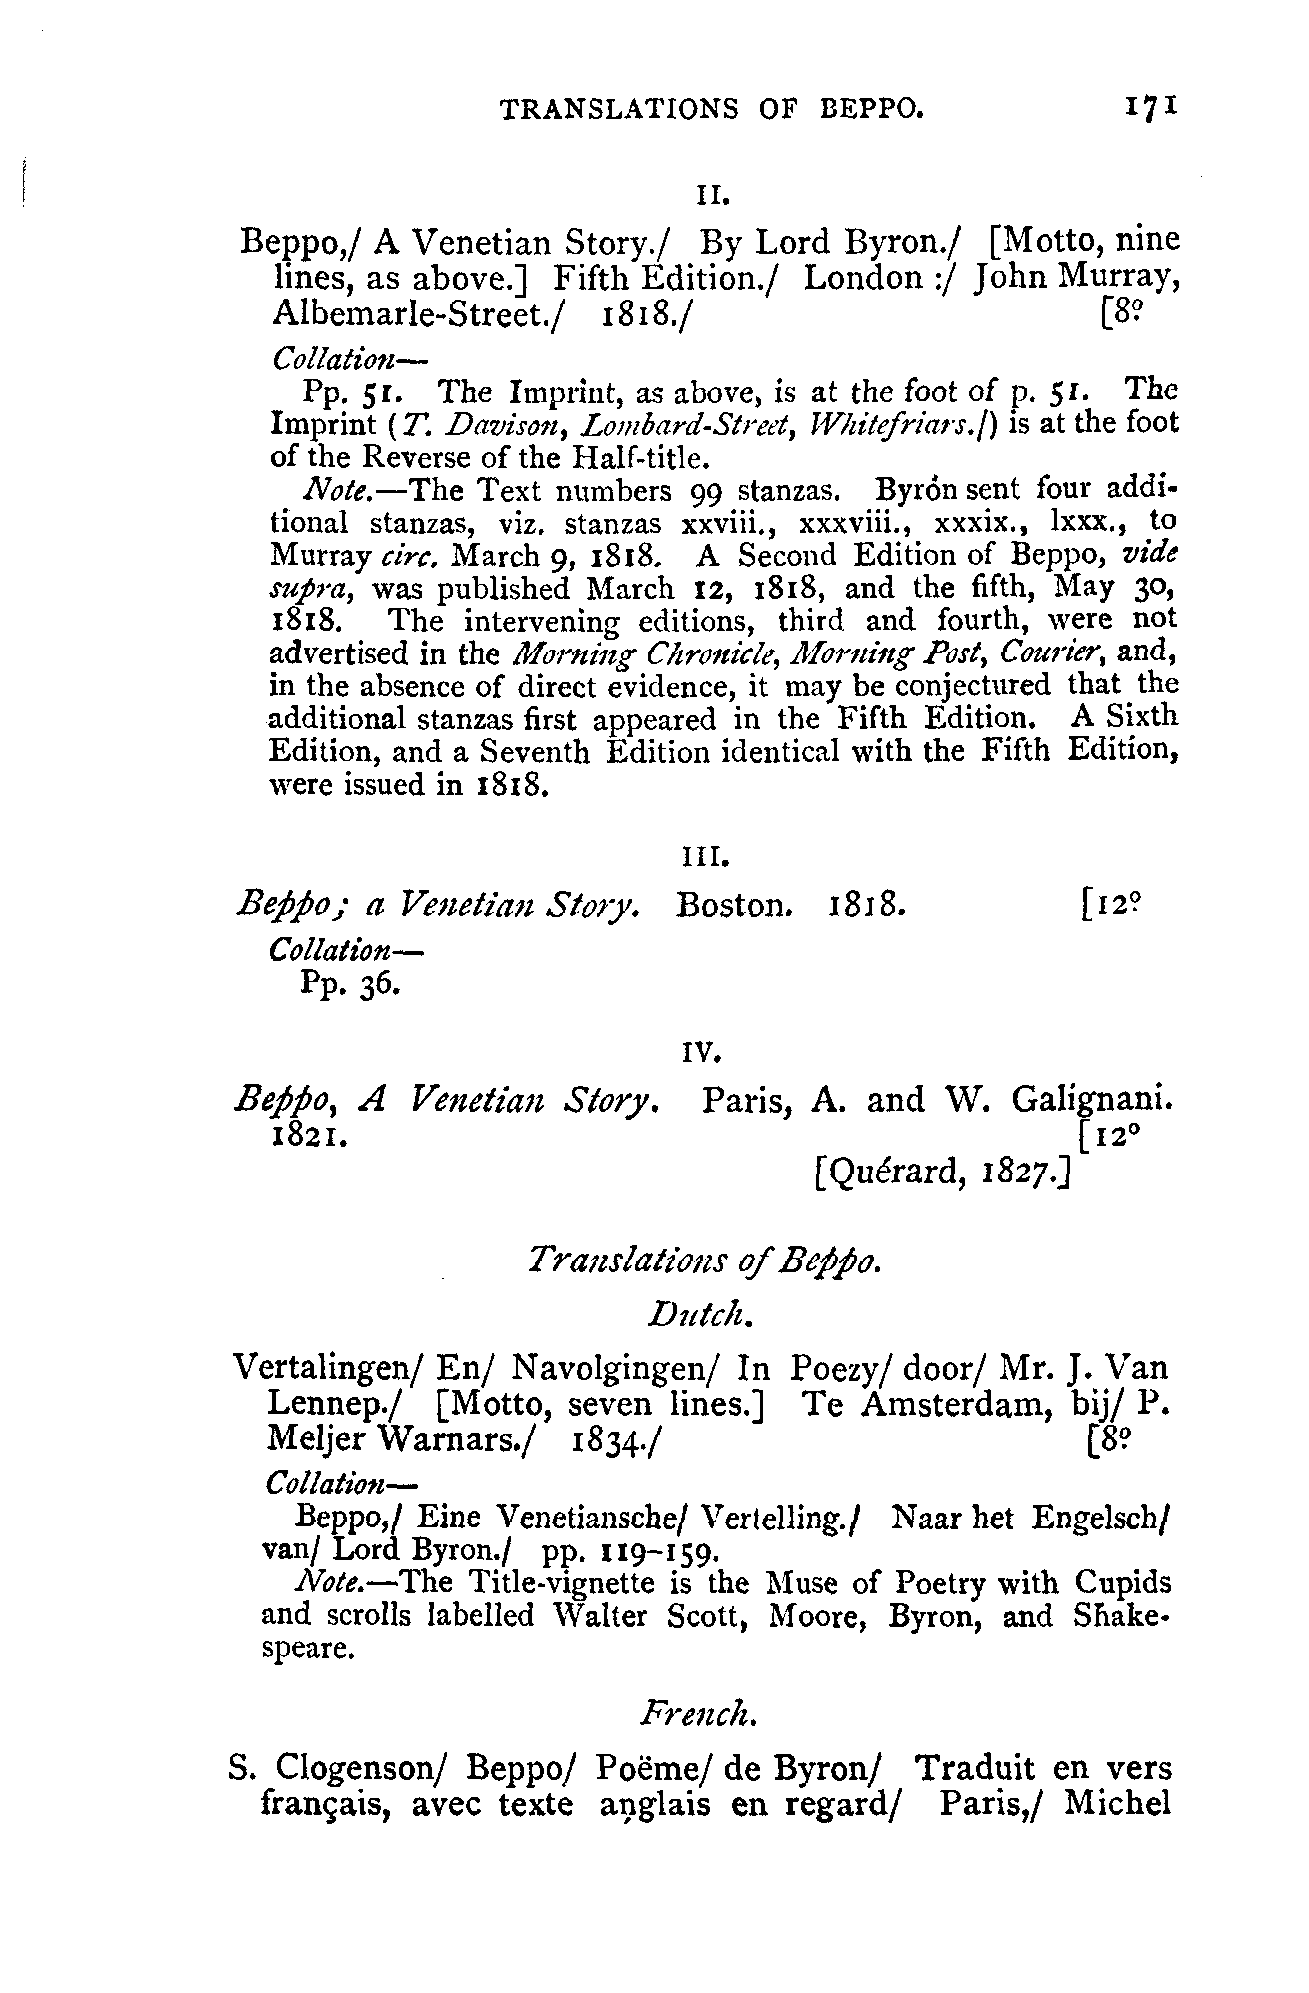 TRANSLATIONS OF BEPPO. 171
II.
Beppo,/ A Venetian Story./ By Lord Byron./ [Motto, nine
lines, as above.] Fifth Edition./ London :/ John Murray,
Albemarle-Street./ 1818./ [8º
Collation—
Pp. 51. The Imprint, as above, is at the foot of p. 51. The
Imprint (T. Davison, Lombard-Street, Whitefriars./) is at the foot
of the Reverse of the Half-title.
Note.—The Text numbers 99 stanzas. Byron sent four addi-
tional stanzas, viz. stanzas xxviii., xxxviii., xxxix., lxxx., to
Murray circ. March 9, 1818. A Second Edition of Beppo, vide
supra, was published March 12, 1818, and the fifth, May 30,
1818. The intervening editions, third and fourth, were not
advertised in the Morning Chronicle, Morning Post, Courier, and,
in the absence of direct evidence, it may be conjectured that the
additional stanzas first appeared in the Fifth Edition. A Sixth
Edition, and a Seventh Edition identical with the Fifth Edition,
were issued in 1818.
III.
Beppo; a Venetian Story. Boston. 1818. [12º
Collation—
Pp. 36.
IV.
Beppo, A Venetian Story. Paris, A. and W. Galignani.
1821. [12º
[Quérard, 1827.]
Translations of Beppo.
Dutch.
Vertalingen/ En/ Navolgingen/ In Poezy/ door/ Mr. J. Van
Lennep./ [Motto, seven lines.] Te Amsterdam, bij/ P.
Meljer Warnars./ 1834./ [8º
Collation—
Beppo,/ Eine Venetiansche/ Vertelling./ Naar het Engelsch/
van/ Lord Byron./ pp. 119–159.
Note.—The Title-vignette is the Muse of Poetry with Cupids
and scrolls labelled Walter Scott, Moore, Byron, and Shake-
speare.
French.
S. Clogenson/ Beppo/ Poëme/ de Byron/ Traduit en vers
français, avec texte anglais en regard/ Paris,/ Michel